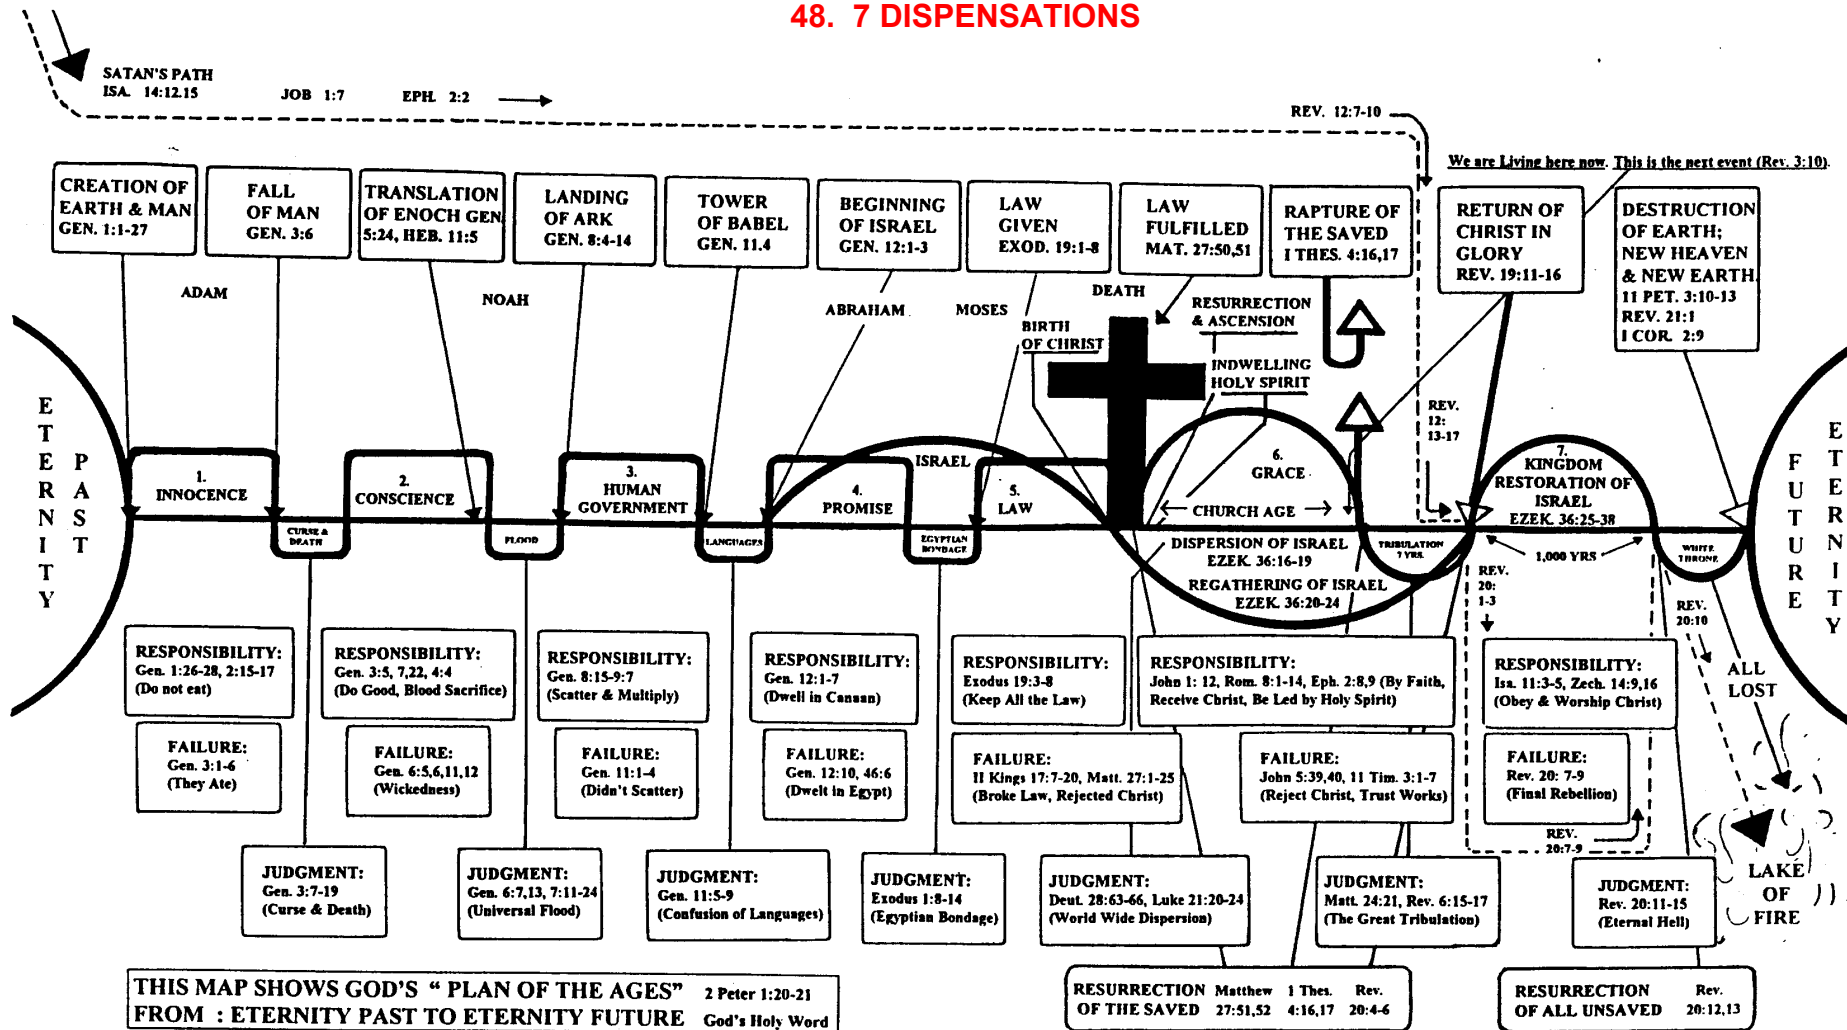 48.  7 DISPENSATIONS
SATAN'S PATH
ISA.  14:12.15
JOB  1:7
EPH.  2:2
REV.  12:7-10
We are Living here now.  This is the next event (Rev. 3:10).
CREATION OF
EARTH & MAN
GEN. 1:1-27
FALL
OF MAN
GEN. 3:6
TRANSLATION
OF ENOCH GEN.
5:24, HEB. 11:5
LANDING
OF ARK
GEN. 8:4-14
TOWER
OF BABEL
GEN. 11.4
BEGINNING
OF ISRAEL
GEN. 12:1-3
LAW
GIVEN
EXOD. 19:1-8
LAW
FULFILLED
MAT. 27:50,51
RAPTURE OF
THE SAVED
I THES. 4:16,17
RETURN OF
CHRIST IN
GLORY
REV. 19:11-16
DESTRUCTION
OF EARTH;
NEW HEAVEN
& NEW EARTH.
11 PET. 3:10-13
REV. 21:1
I COR.  2:9
ADAM
NOAH
ABRAHAM
MOSES
DEATH
BIRTH
OF CHRIST
RESURRECTION
& ASCENSION
INDWELLING
HOLY SPIRIT
REV.
12:
13-17
ETERNITY
PAST
1.
INNOCENCE
CURSE &
DEATH
2.
CONSCIENCE
FLOOD
3.
HUMAN
GOVERNMENT
LANGUAGES
ISRAEL
4.
PROMISE
EGYPTIAN
BONDAGE
5.
LAW
6.
GRACE
CHURCH AGE
DISPERSION OF ISRAEL
EZEK. 36:16-19
REGATHERING OF ISRAEL
EZEK. 36:20-24
TRIBULATION
7 YRS.
7.
KINGDOM
RESTORATION OF
ISRAEL
EZEK. 36:25-38
1,000 YRS
WHITE
THRONE
FUTURE
ETERNITY
REV.
20:
1-3
REV.
20:10
ALL
LOST
RESPONSIBILITY:
Gen. 1:26-28, 2:15-17
(Do not eat)
RESPONSIBILITY:
Gen. 3:5, 7,22, 4:4
(Do Good, Blood Sacrifice)
RESPONSIBILITY:
Gen. 8:15-9:7
(Scatter & Multiply)
RESPONSIBILITY:
Gen. 12:1-7
(Dwell in Canaan)
RESPONSIBILITY:
Exodus 19:3-8
(Keep All the Law)
RESPONSIBILITY:
John 1: 12, Rom. 8:1-14, Eph. 2:8,9 (By Faith,
Receive Christ, Be Led by Holy Spirit)
RESPONSIBILITY:
Isa. 11:3-5, Zech. 14:9,16
(Obey & Worship Christ)
FAILURE:
Gen. 3:1-6
(They Ate)
FAILURE:
Gen. 6:5,6,11,12
(Wickedness)
FAILURE:
Gen. 11:1-4
(Didn't Scatter)
FAILURE:
Gen. 12:10, 46:6
(Dwelt in Egypt)
FAILURE:
II Kings 17:7-20, Matt. 27:1-25
(Broke Law, Rejected Christ)
FAILURE:
John 5:39,40, 11 Tim. 3:1-7
(Reject Christ, Trust Works)
FAILURE:
Rev. 20: 7-9
(Final Rebellion)
REV.
20:7-9
JUDGMENT:
Gen. 3:7-19
(Curse & Death)
JUDGMENT:
Gen. 6:7,13, 7:11-24
(Universal Flood)
JUDGMENT:
Gen. 11:5-9
(Confusion of Languages)
JUDGMENT:
Exodus 1:8-14
(Egyptian Bondage)
JUDGMENT:
Deut. 28:63-66, Luke 21:20-24
(World Wide Dispersion)
JUDGMENT:
Matt. 24:21, Rev. 6:15-17
(The Great Tribulation)
JUDGMENT:
Rev. 20:11-15
(Eternal Hell)
LAKE
OF
FIRE
THIS MAP SHOWS GOD'S “ PLAN OF THE AGES”  2 Peter 1:20-21
FROM  : ETERNITY PAST TO ETERNITY FUTURE  God's Holy Word
RESURRECTION  Matthew  1 Thes.  Rev.
OF THE SAVED  27:51,52  4:16,17  20:4-6
RESURRECTION  Rev.
OF ALL UNSAVED  20:12,13